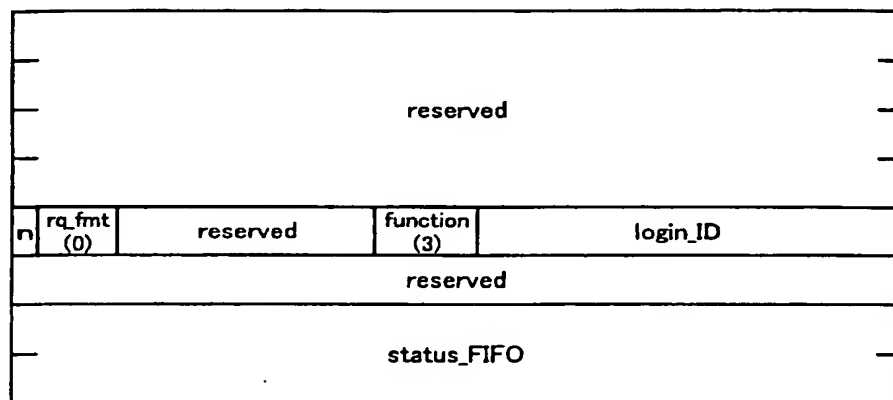 reserved
n rq_fmt (0) reserved function (3) login_ID
reserved
status_FIFO